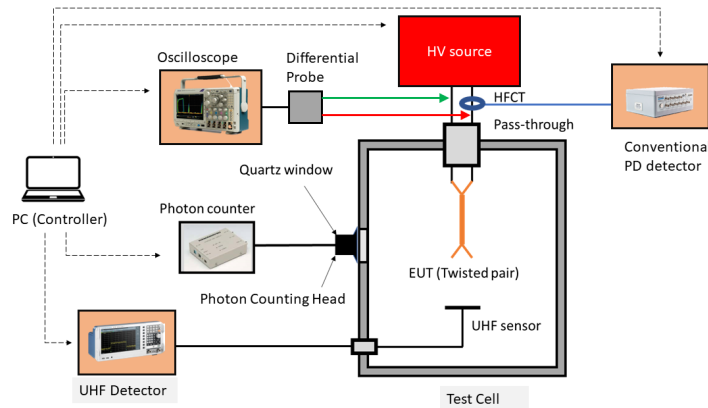 HV source
Oscilloscope
Differential
Probe
HFCT
Pass-through
Conventiona
PD detector
Quartz window
PC (Controller)
Photon counter
EUT (Twisted pair)
Photon Counting Head
UHF sensor
UHF Detector
Test Cell